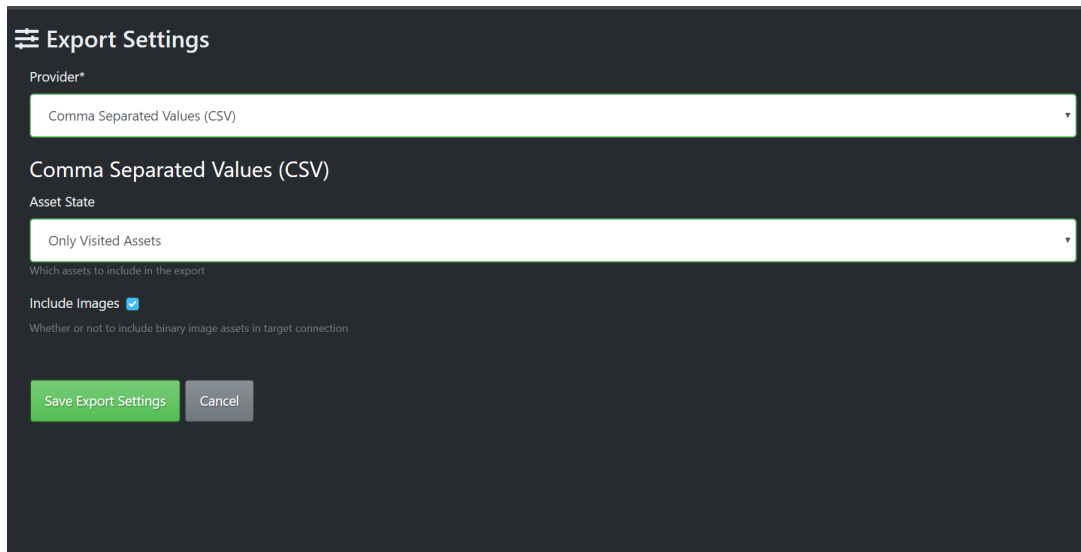 Export Settings
Provider*
Comma Separated Values (CSV)
Comma Separated Values (CSV)
Asset State
Only Visited Assets
Which assets to include in the export
Include Images
Whether or not to include binary image assets in target connection
Save Export Settings
Cancel